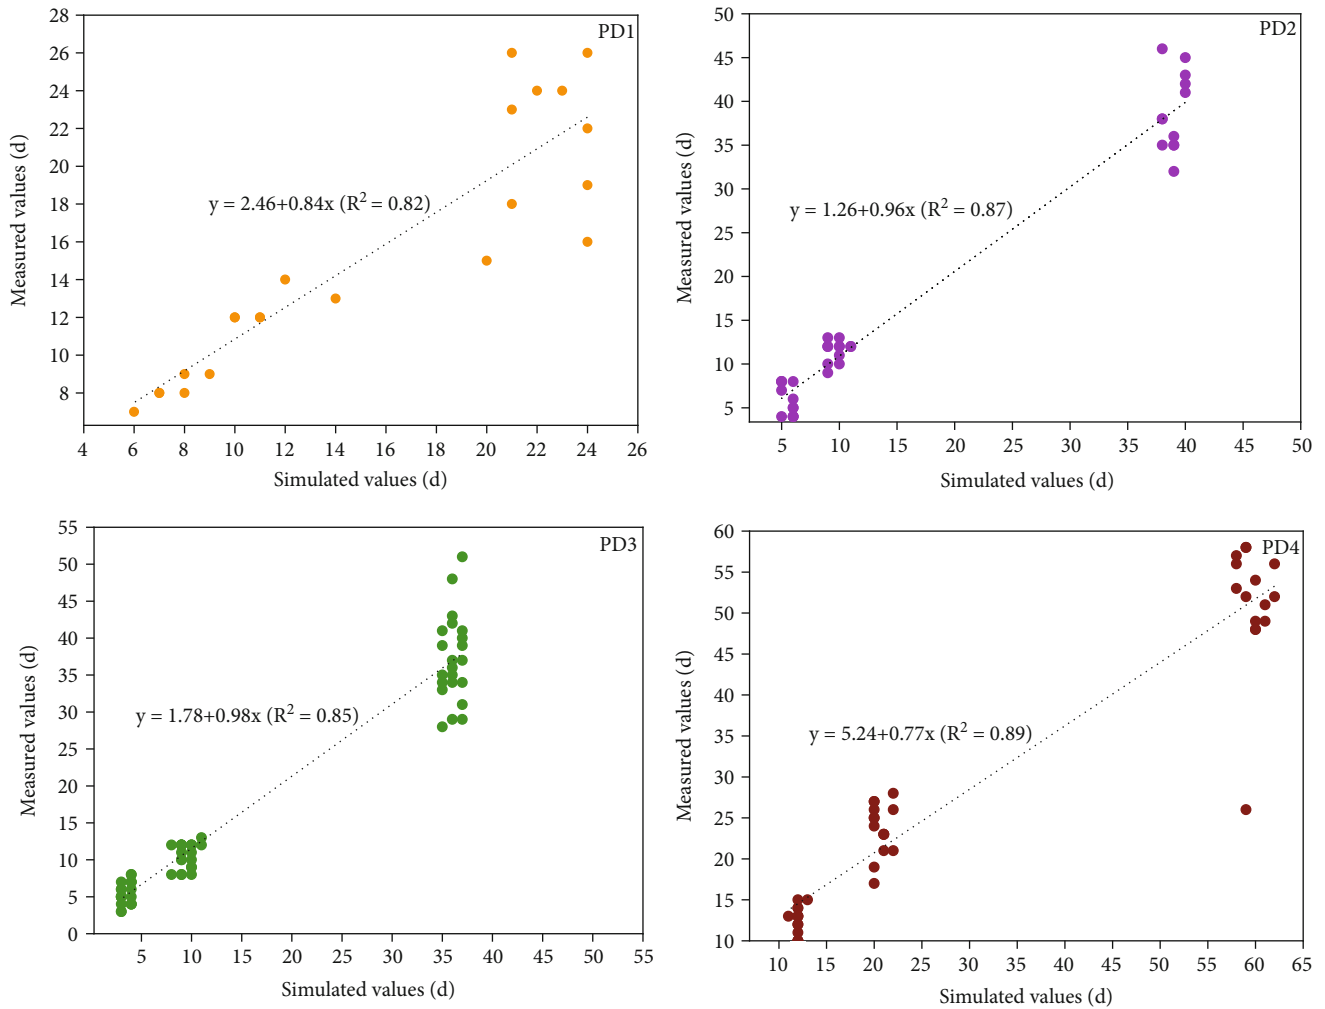 PD1
Measured values (d)
28
26
24
22
20
18
16
14
12
10
8
y = 2.46+0.84x (R² = 0.82)
4 6 8 10 12 14 16 18 20 22 24 26
Simulated values (d)
PD2
Measured values (d)
50
45
40
35
30
25
20
15
10
5
y = 1.26+0.96x (R² = 0.87)
5 10 15 20 25 30 35 40 45 50
Simulated values (d)
PD3
Measured values (d)
55
50
45
40
35
30
25
20
15
10
5
0
y = 1.78+0.98x (R² = 0.85)
5 10 15 20 25 30 35 40 45 50 55
Simulated values (d)
PD4
Measured values (d)
60
55
50
45
40
35
30
25
20
15
10
y = 5.24+0.77x (R² = 0.89)
10 15 20 25 30 35 40 45 50 55 60 65
Simulated values (d)